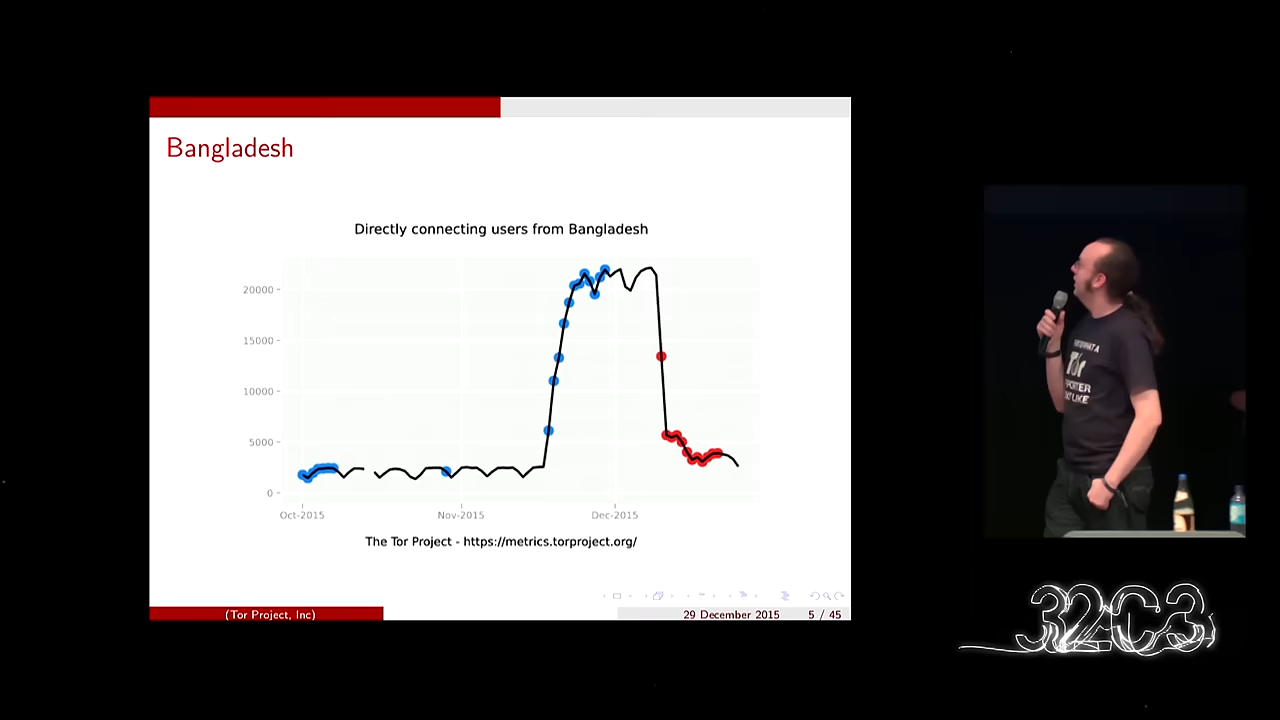 Bangladesh
Directly connecting users from Bangladesh
20000
15000
10000
5000
0
Oct-2015
Nov-2015
Dec-2015
The Tor Project - https://metrics.torproject.org/
(Tor Project, Inc)
29 December 2015
5 / 45
Tor
32C3